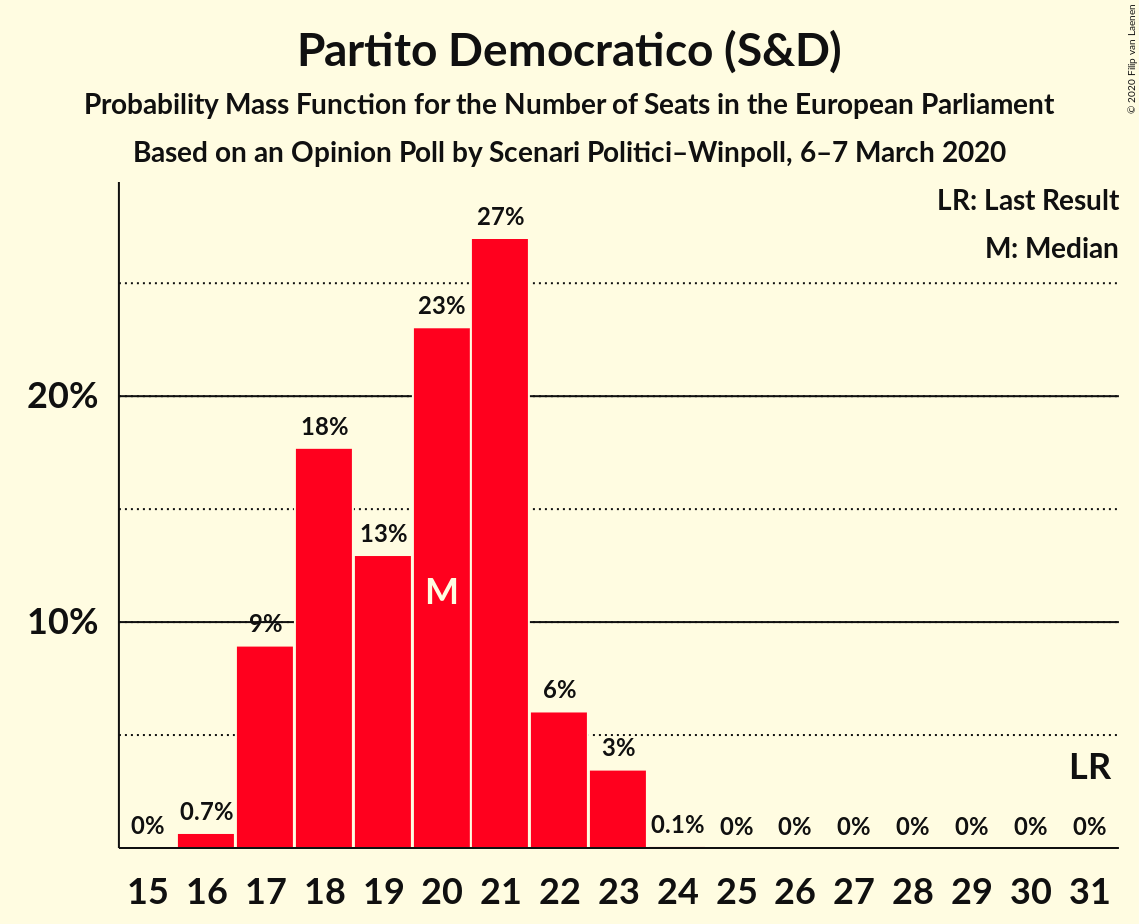 Partito Democratico (S&D)
Probability Mass Function for the Number of Seats in the European Parliament
Based on an Opinion Poll by Scenari Politici–Winpoll, 6–7 March 2020
© 2020 Filip van Laenen
LR: Last Result
M: Median
27%
23%
20%
18%
13%
M
10%
9%
6%
3%
LR
0% 0.7% 0.1% 0% 0% 0% 0% 0% 0% 0%
15 16 17 18 19 20 21 22 23 24 25 26 27 28 29 30 31